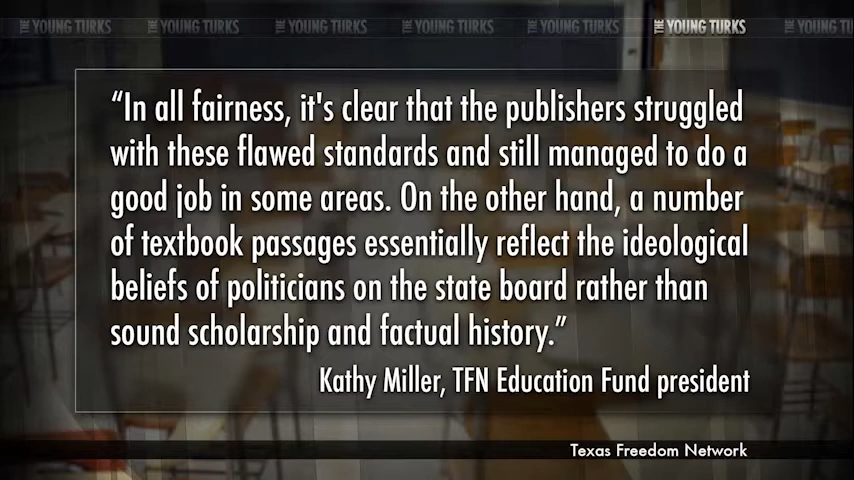 THE YOUNG TURKS THE YOUNG TURKS THE YOUNG TURKS THE YOUNG TURKS THE YOUNG TURKS THE YOUNG TURKS THE YOUNG TURKS
“In all fairness, it's clear that the publishers struggled
with these flawed standards and still managed to do a
good job in some areas. On the other hand, a number
of textbook passages essentially reflect the ideological
beliefs of politicians on the state board rather than
sound scholarship and factual history.”
Kathy Miller, TFN Education Fund president
Texas Freedom Network